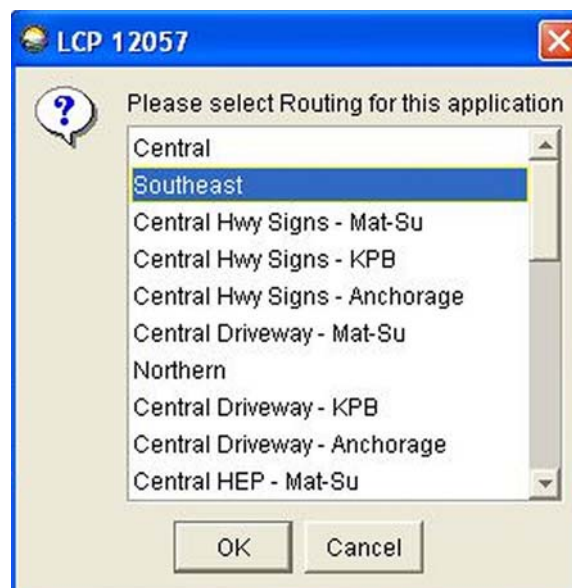 LCP 12057
?
Please select Routing for this application
Central
Southeast
Central Hwy Signs - Mat-Su
Central Hwy Signs - KPB
Central Hwy Signs - Anchorage
Central Driveway - Mat-Su
Northern
Central Driveway - KPB
Central Driveway - Anchorage
Central HEP - Mat-Su
OK Cancel